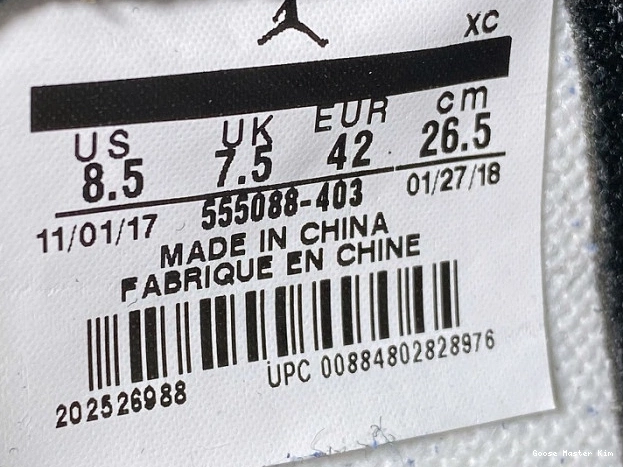 XC
US UK EUR cm
8.5 7.5 42 26.5
11/01/17 555088-403 01/27/18
MADE IN CHINA
FABRIQUE EN CHINE
202526988 UPC 00884802828976
Goose Master Kim